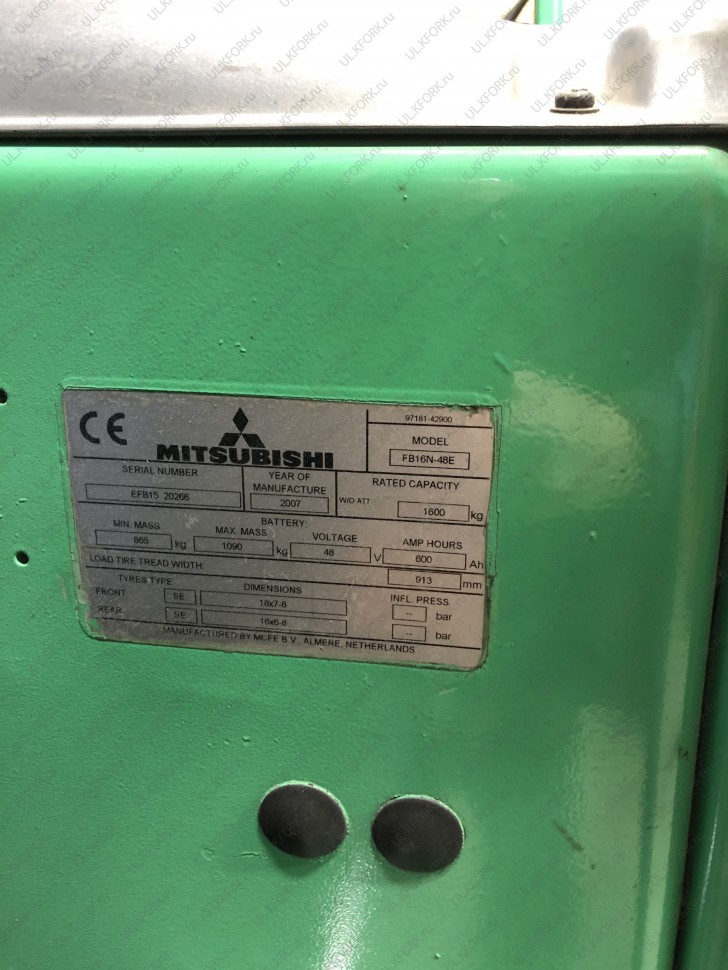 ULKFORK.ru
CE
MITSUBISHI
97181-42900
MODEL
FB16N-48E
SERIAL NUMBER
EFB15 20266
YEAR OF
MANUFACTURE
2007
RATED CAPACITY
W/O ATT 1600 kg
BATTERY
MIN. MASS MAX. MASS VOLTAGE AMP HOURS
865 kg 1090 kg 48 V 600 Ah
LOAD TIRE TREAD WIDTH 913 mm
TYRES TYPE DIMENSIONS INFL. PRESS
FRONT SE 18x7-8 -- bar
REAR SE 16x6-8 -- bar
MANUFACTURED BY MCFE B.V. ALMERE, NETHERLANDS